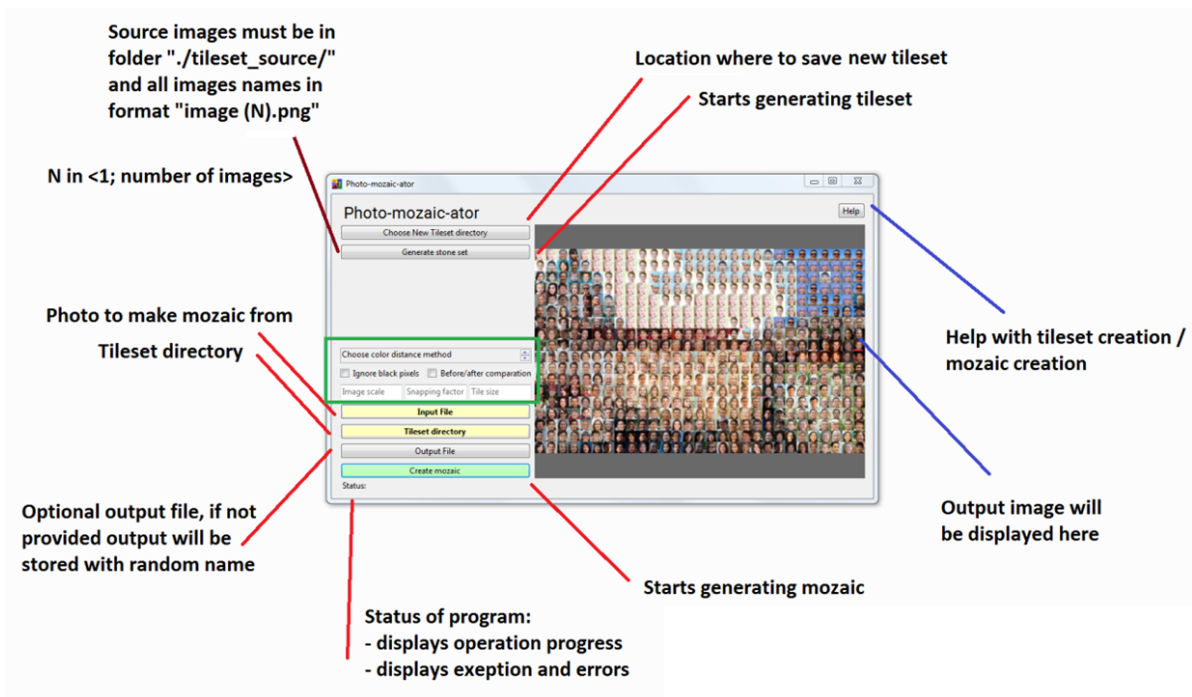 Source images must be in
folder "./tileset_source/"
and all images names in
format "image (N).png"
Location where to save new tileset
Starts generating tileset
N in <1; number of images>
Photo-mozaic-ator
Photo-mozaic-ator
Help
Choose New Tileset directory
Generate stone set
Photo to make mozaic from
Tileset directory
Help with tileset creation /
mozaic creation
Choose color distance method
Ignore black pixels
Before/after comparation
Image scale
Snapping factor
Tile size
Input File
Tileset directory
Output File
Create mozaic
Status:
Optional output file, if not
provided output will be
stored with random name
Output image will
be displayed here
Starts generating mozaic
Status of program:
- displays operation progress
- displays exeption and errors